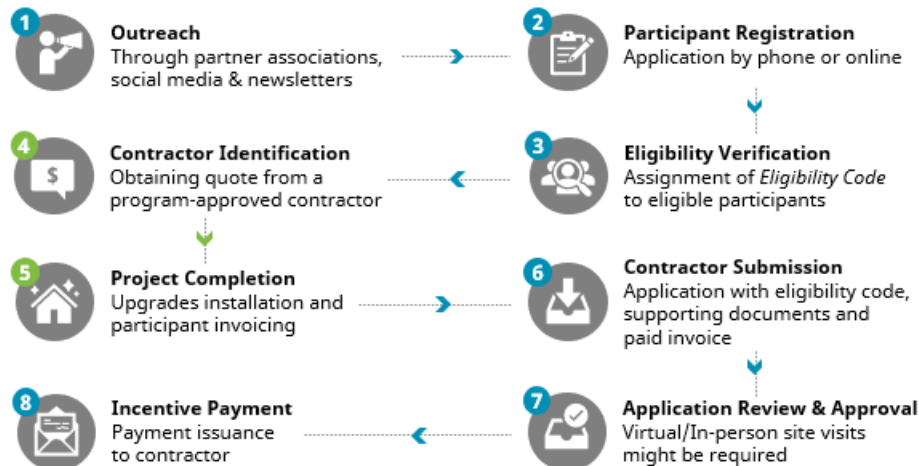 1
Outreach
Through partner associations,
social media & newsletters
2
Participant Registration
Application by phone or online
3
Eligibility Verification
Assignment of Eligibility Code
to eligible participants
4
$
Contractor Identification
Obtaining quote from a
program-approved contractor
5
Project Completion
Upgrades installation and
participant invoicing
6
Contractor Submission
Application with eligibility code,
supporting documents and
paid invoice
7
Application Review & Approval
Virtual/In-person site visits
might be required
8
Incentive Payment
Payment issuance
to contractor